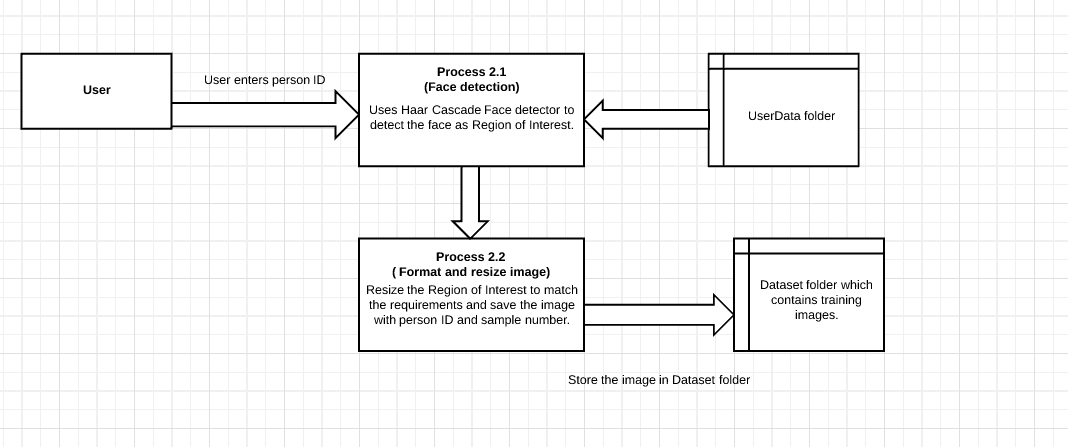 User
User enters person ID
Process 2.1
(Face detection)
Uses Haar Cascade Face detector to
detect the face as Region of Interest.
UserData folder
Process 2.2
( Format and resize image)
Resize the Region of Interest to match
the requirements and save the image
with person ID and sample number.
Dataset folder which
contains training
images.
Store the image in Dataset folder